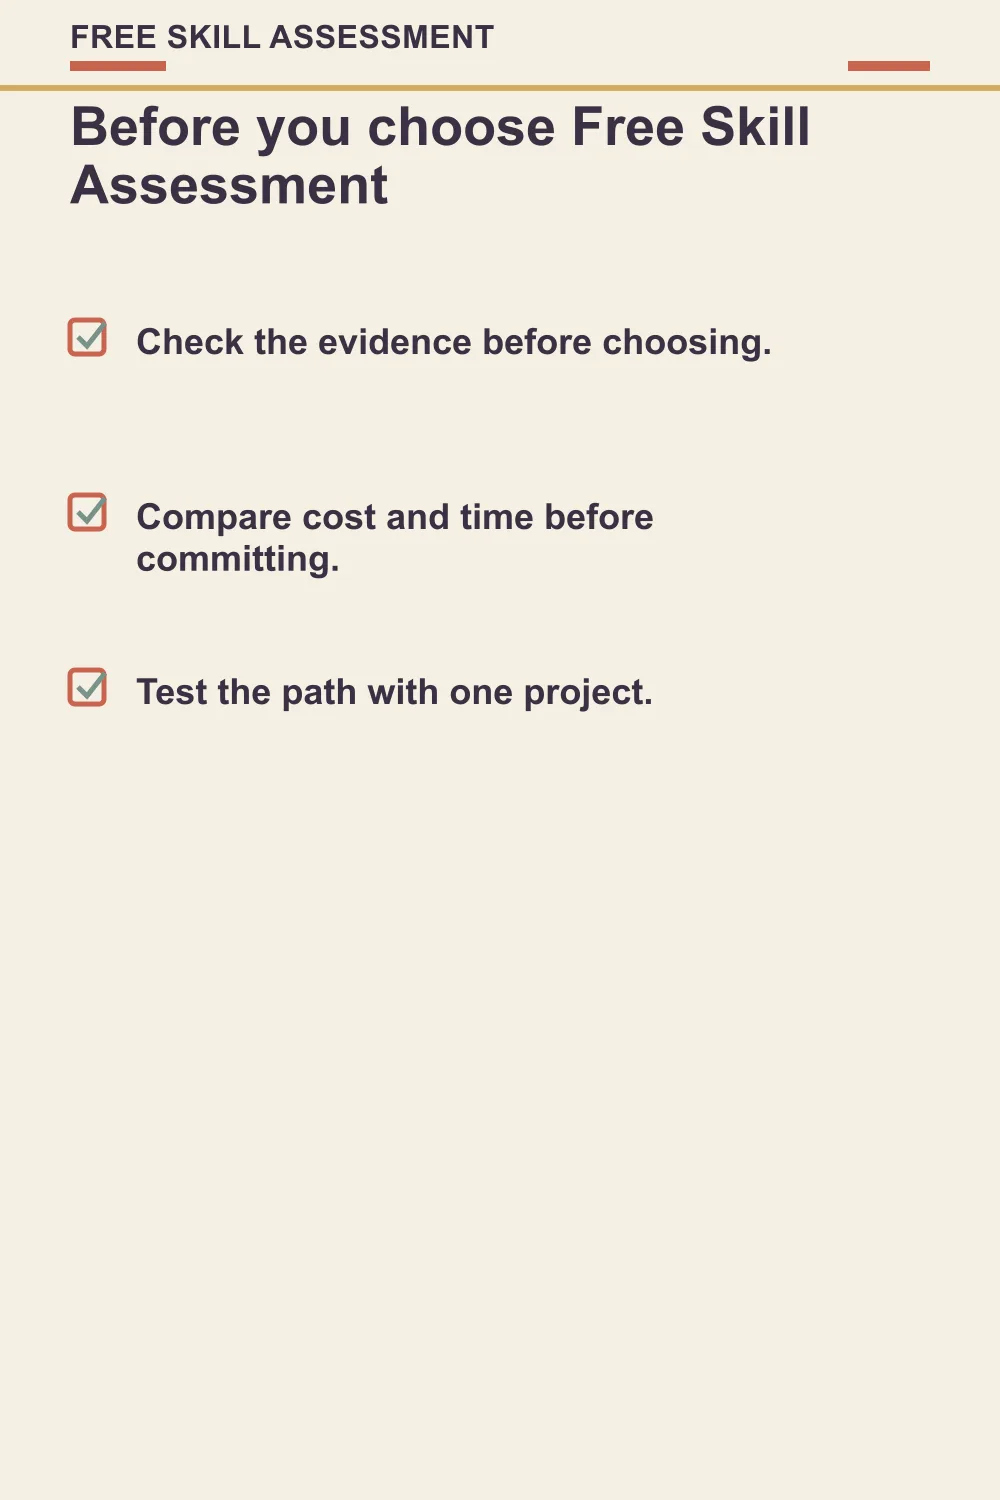 FREE SKILL ASSESSMENT
Before you choose Free Skill
Assessment
Check the evidence before choosing.
Compare cost and time before
committing.
Test the path with one project.